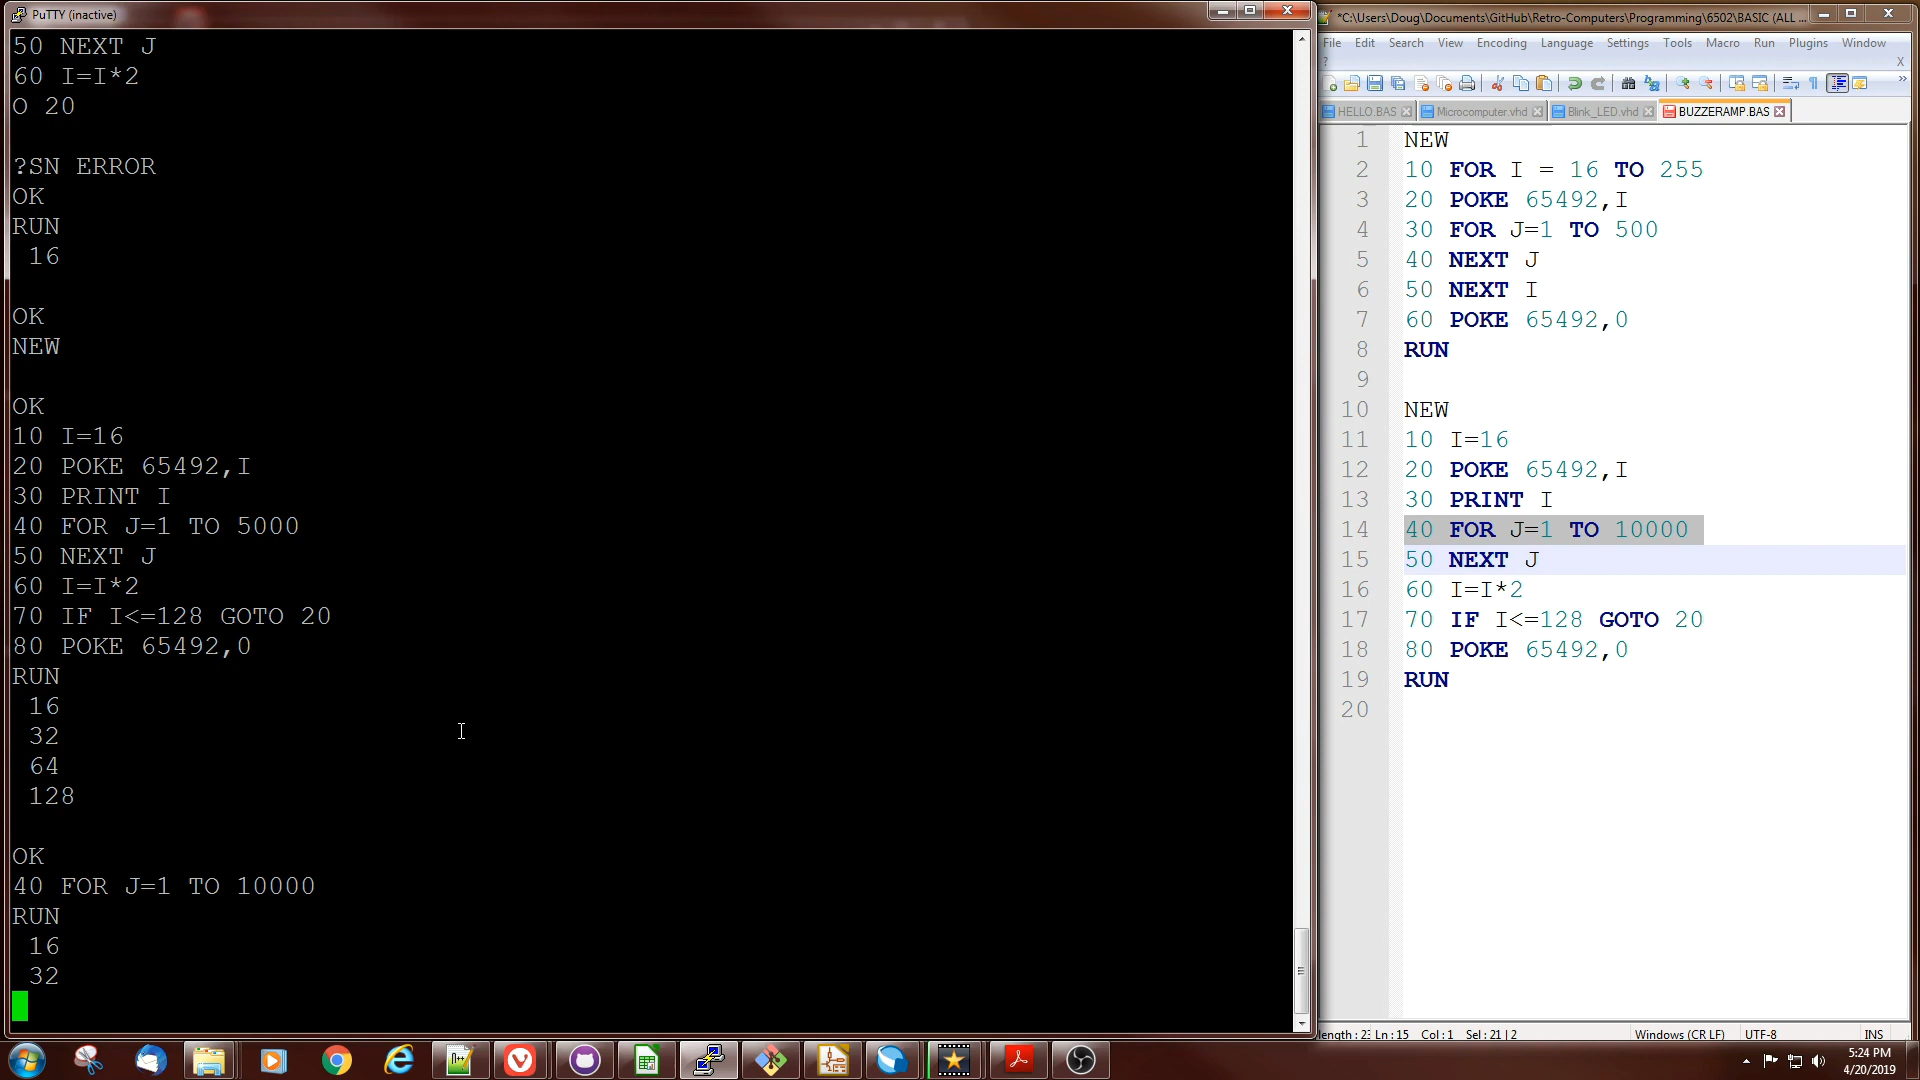 PuTTY (inactive)
50 NEXT J
60 I=I*2
O 20
?SN ERROR
OK
RUN
16
OK
NEW
OK
10 I=16
20 POKE 65492,I
30 PRINT I
40 FOR J=1 TO 5000
50 NEXT J
60 I=I*2
70 IF I<=128 GOTO 20
80 POKE 65492,0
RUN
16
32
64
128
OK
40 FOR J=1 TO 10000
RUN
16
32
*C:\Users\Doug\Documents\GitHub\Retro-Computers\Programming\6502\BASIC (ALL ...
File Edit Search View Encoding Language Settings Tools Macro Run Plugins Window
? X
HELLO.BAS Microcomputer.vhd Blink_LED.vhd BUZZERAMP.BAS
1 NEW
2 10 FOR I = 16 TO 255
3 20 POKE 65492,I
4 30 FOR J=1 TO 500
5 40 NEXT J
6 50 NEXT I
7 60 POKE 65492,0
8 RUN
9
10 NEW
11 10 I=16
12 20 POKE 65492,I
13 30 PRINT I
14 40 FOR J=1 TO 10000
15 50 NEXT J
16 60 I=I*2
17 70 IF I<=128 GOTO 20
18 80 POKE 65492,0
19 RUN
20
length : 23 Ln : 15 Col : 1 Sel : 21 | 2 Windows (CR LF) UTF-8 INS
5:24 PM
4/20/2019